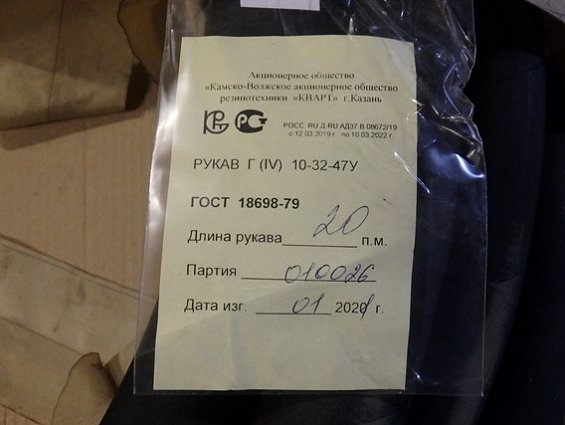 Акционерное общество
«Камско-Волжское акционерное общество
резинотехники «КВАРТ» г.Казань
РОСС RU Д-RU АД37 В 08672/19
с 12.03.2019 г по 10.03.2022 г.
РУКАВ Г (IV) 10-32-47У
ГОСТ 18698-79
Длина рукава 20 п.м.
Партия 010026
Дата изг. 01 2021 г.